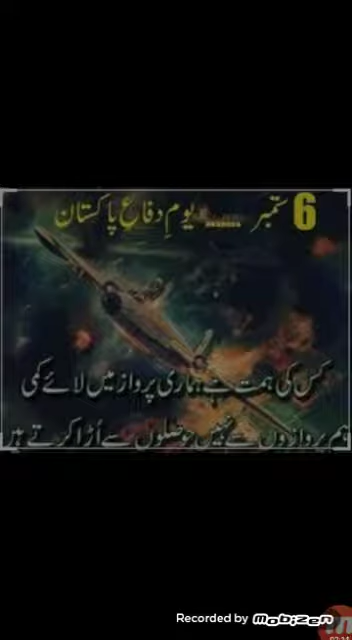 6 ستمبر ...... یومِ دفاعِ پاکستان
کس کی ہمت ہے ہماری پرواز میں لائے کمی
ہم پروازوں سے نہیں حوصلوں سے اُڑا کرتے ہیں
Recorded by mobizen